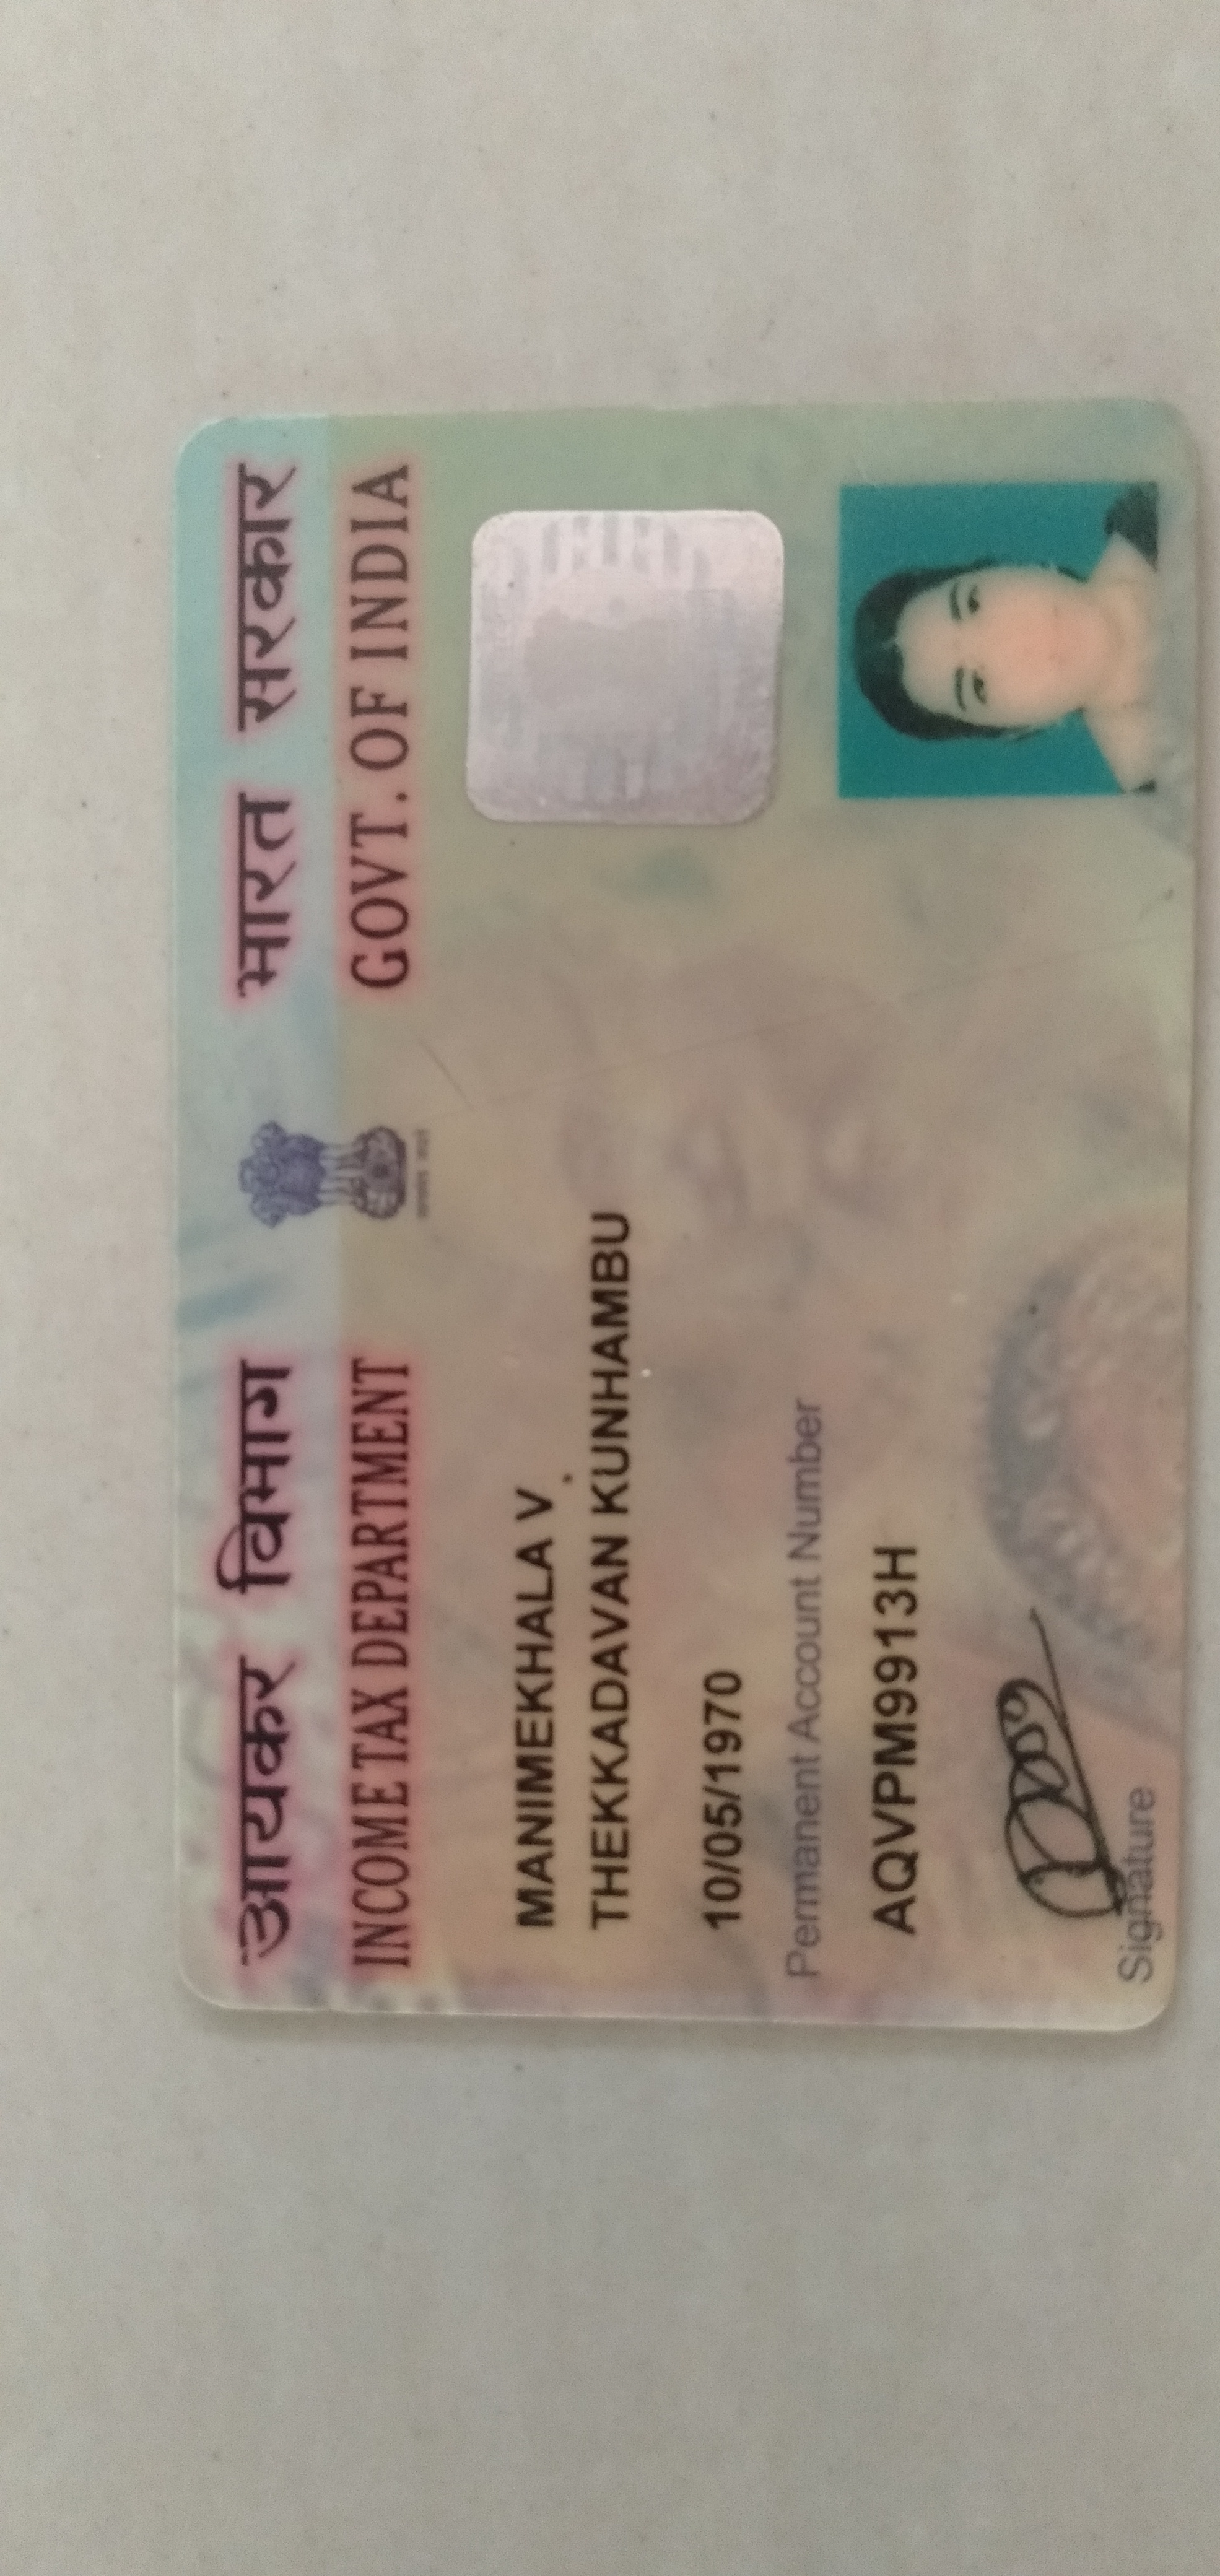 आयकर विभाग
INCOME TAX DEPARTMENT
भारत सरकार
GOVT. OF INDIA
MANIMEKHALA V
THEKKADAVAN KUNHAMBU
10/05/1970
Permanent Account Number
AQVPM9913H
Signature